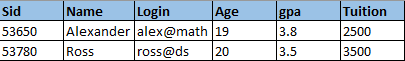 Sid Name Login Age gpa Tuition
53650 Alexander alex@math 19 3.8 2500
53780 Ross ross@ds 20 3.5 3500